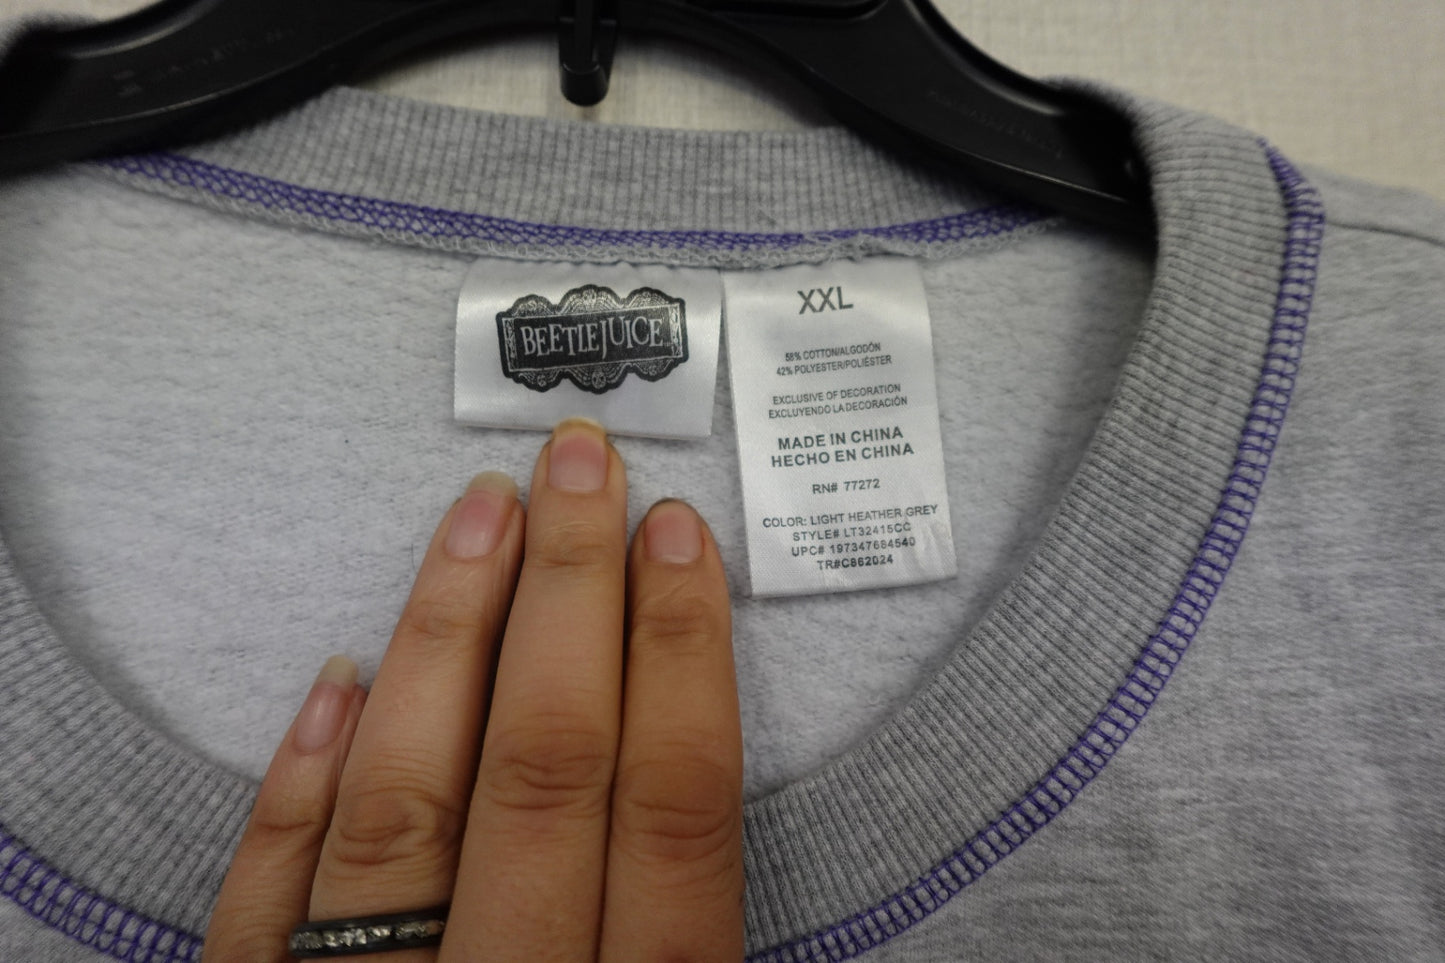 BEETLEJUICE
XXL
58% COTTON/ALGODÓN
42% POLYESTER/POLIÉSTER
EXCLUSIVE OF DECORATION
EXCLUYENDO LA DECORACIÓN
MADE IN CHINA
HECHO EN CHINA
RN# 77272
COLOR: LIGHT HEATHER GREY
STYLE# LT32415CC
UPC# 197347684540
TR#C862024